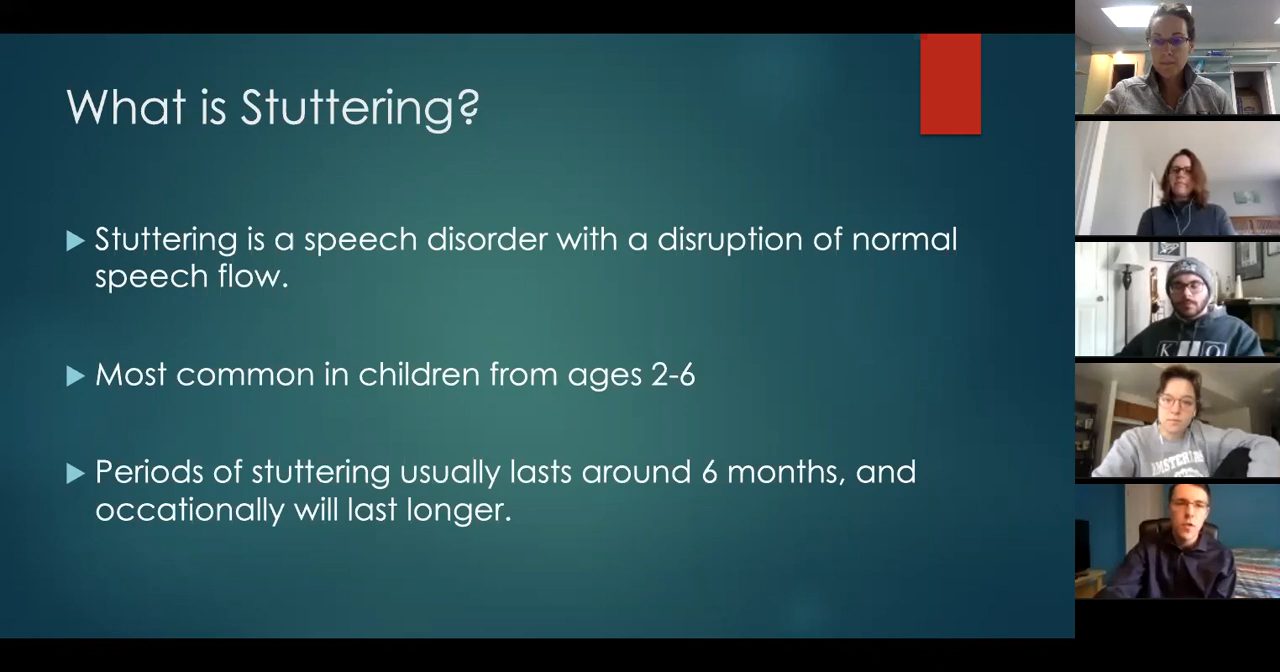 What is Stuttering?
Stuttering is a speech disorder with a disruption of normal
speech flow.
Most common in children from ages 2-6
Periods of stuttering usually lasts around 6 months, and
occationally will last longer.